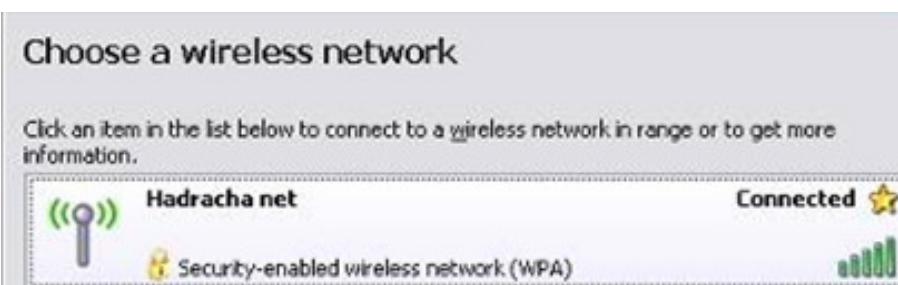 Choose a wireless network
Click an item in the list below to connect to a wireless network in range or to get more
information.
Hadracha net Connected
Security-enabled wireless network (WPA)